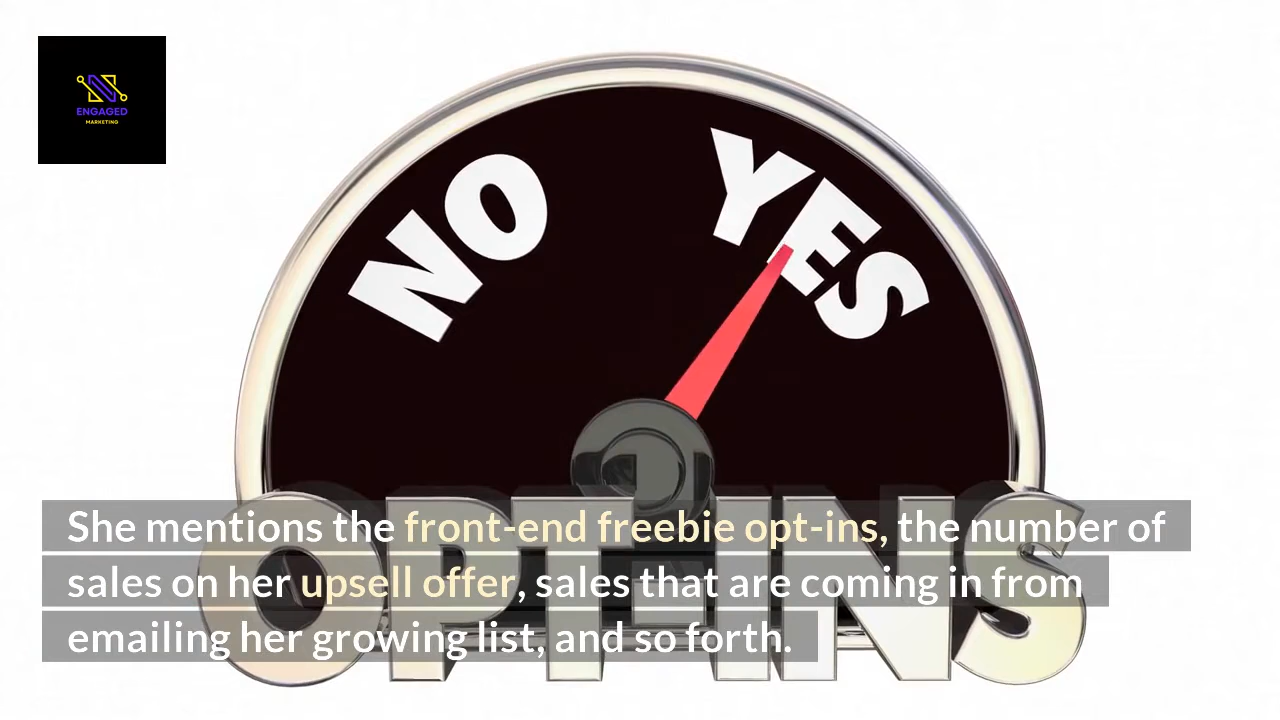 ENGAGED
MARKETING
NO
YES
OPT-INS
She mentions the front-end freebie opt-ins, the number of
sales on her upsell offer, sales that are coming in from
emailing her growing list, and so forth.